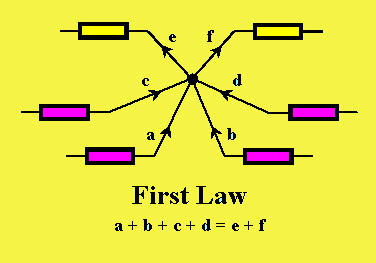 e f
c d
a b
First Law
a + b + c + d = e + f